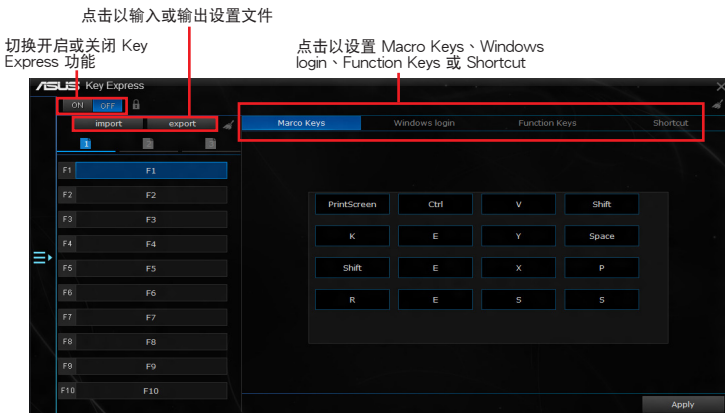 点击以输入或输出设置文件
切换开启或关闭 Key
Express 功能
点击以设置 Macro Keys、Windows
login、Function Keys 或 Shortcut
ASUS Key Express
ON OFF
import export
Marco Keys Windows login Function Keys Shortcut
1 2 3
F1 F1
F2 F2
F3 F3
F4 F4
F5 F5
F6 F6
F7 F7
F8 F8
F9 F9
F10 F10
PrintScreen Ctrl V Shift
K E Y Space
Shift E X P
R E S S
Apply